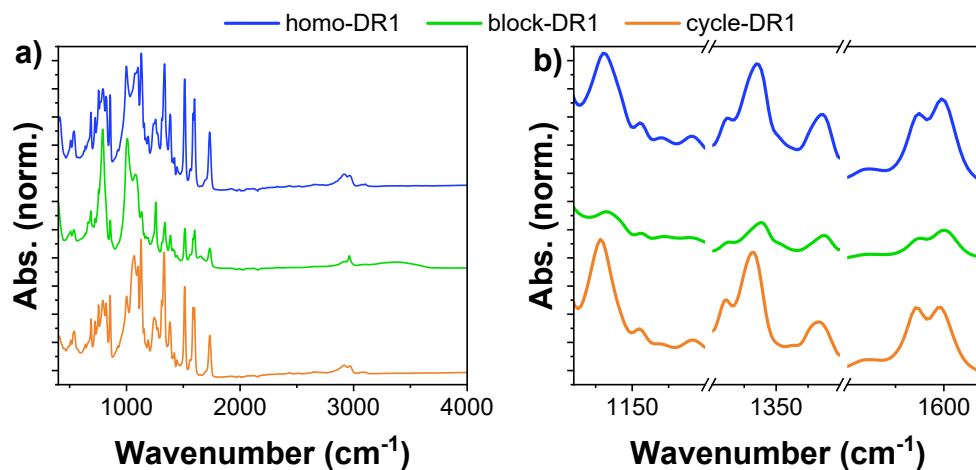 homo-DR1 block-DR1 cycle-DR1
a)
b)
Abs. (norm.)
Abs. (norm.)
1000 2000 3000 4000
1150 1350 1600
Wavenumber (cm⁻¹)
Wavenumber (cm⁻¹)